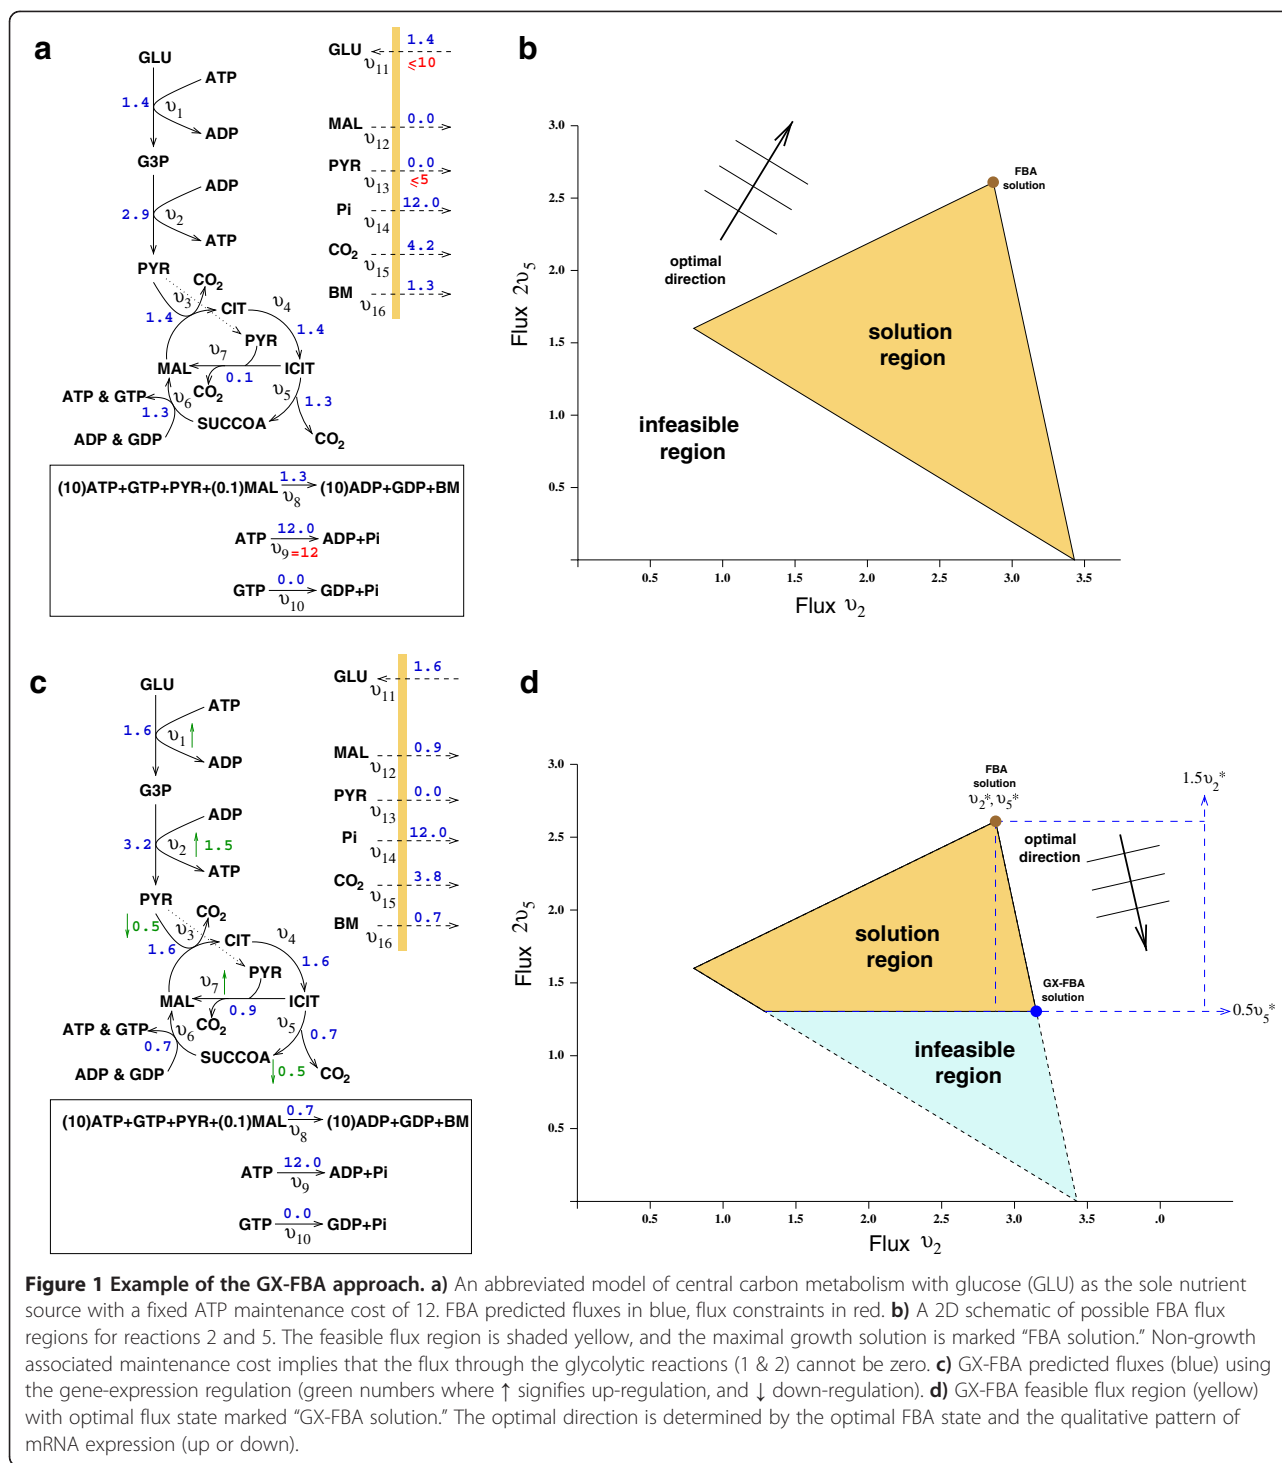 a
GLU
ATP
1.4
υ1
ADP
G3P
ADP
2.9
υ2
ATP
PYR
CO2
υ3
CIT
υ4
1.4
PYR
1.4
υ7
MAL
ICIT
0.1
CO2
υ5
ATP & GTP
υ6
1.3
1.3
SUCCOA
ADP & GDP
CO2
GLU
1.4
υ11
≤10
MAL
0.0
υ12
PYR
0.0
υ13
≤5
Pi
12.0
υ14
CO2
4.2
υ15
BM
1.3
υ16
(10)ATP+GTP+PYR+(0.1)MAL 1.3 υ8 (10)ADP+GDP+BM
ATP 12.0 υ9=12 ADP+Pi
GTP 0.0 υ10 GDP+Pi
b
3.0
2.5
2.0
1.5
1.0
0.5
Flux 2υ5
optimal
direction
FBA
solution
solution
region
infeasible
region
0.5 1.0 1.5 2.0 2.5 3.0 3.5
Flux υ2
c
GLU
ATP
1.6
υ1
ADP
G3P
ADP
3.2
υ2
1.5
ATP
PYR
0.5
CO2
υ3
CIT
υ4
1.6
PYR
1.6
υ7
MAL
ICIT
0.9
CO2
υ5
ATP & GTP
υ6
0.7
0.7
SUCCOA
0.5
ADP & GDP
CO2
GLU
1.6
υ11
MAL
0.9
υ12
PYR
0.0
υ13
Pi
12.0
υ14
CO2
3.8
υ15
BM
0.7
υ16
(10)ATP+GTP+PYR+(0.1)MAL 0.7 υ8 (10)ADP+GDP+BM
ATP 12.0 υ9 ADP+Pi
GTP 0.0 υ10 GDP+Pi
d
3.0
2.5
2.0
1.5
1.0
0.5
Flux 2υ5
FBA
solution
υ2*, υ5*
1.5υ2*
optimal
direction
solution
region
GX-FBA
solution
0.5υ5*
infeasible
region
0.5 1.0 1.5 2.0 2.5 3.0 3.5 .0
Flux υ2
Figure 1 Example of the GX-FBA approach. a) An abbreviated model of central carbon metabolism with glucose (GLU) as the sole nutrient
source with a fixed ATP maintenance cost of 12. FBA predicted fluxes in blue, flux constraints in red. b) A 2D schematic of possible FBA flux
regions for reactions 2 and 5. The feasible flux region is shaded yellow, and the maximal growth solution is marked “FBA solution.” Non-growth
associated maintenance cost implies that the flux through the glycolytic reactions (1 & 2) cannot be zero. c) GX-FBA predicted fluxes (blue) using
the gene-expression regulation (green numbers where ↑ signifies up-regulation, and ↓ down-regulation). d) GX-FBA feasible flux region (yellow)
with optimal flux state marked “GX-FBA solution.” The optimal direction is determined by the optimal FBA state and the qualitative pattern of
mRNA expression (up or down).